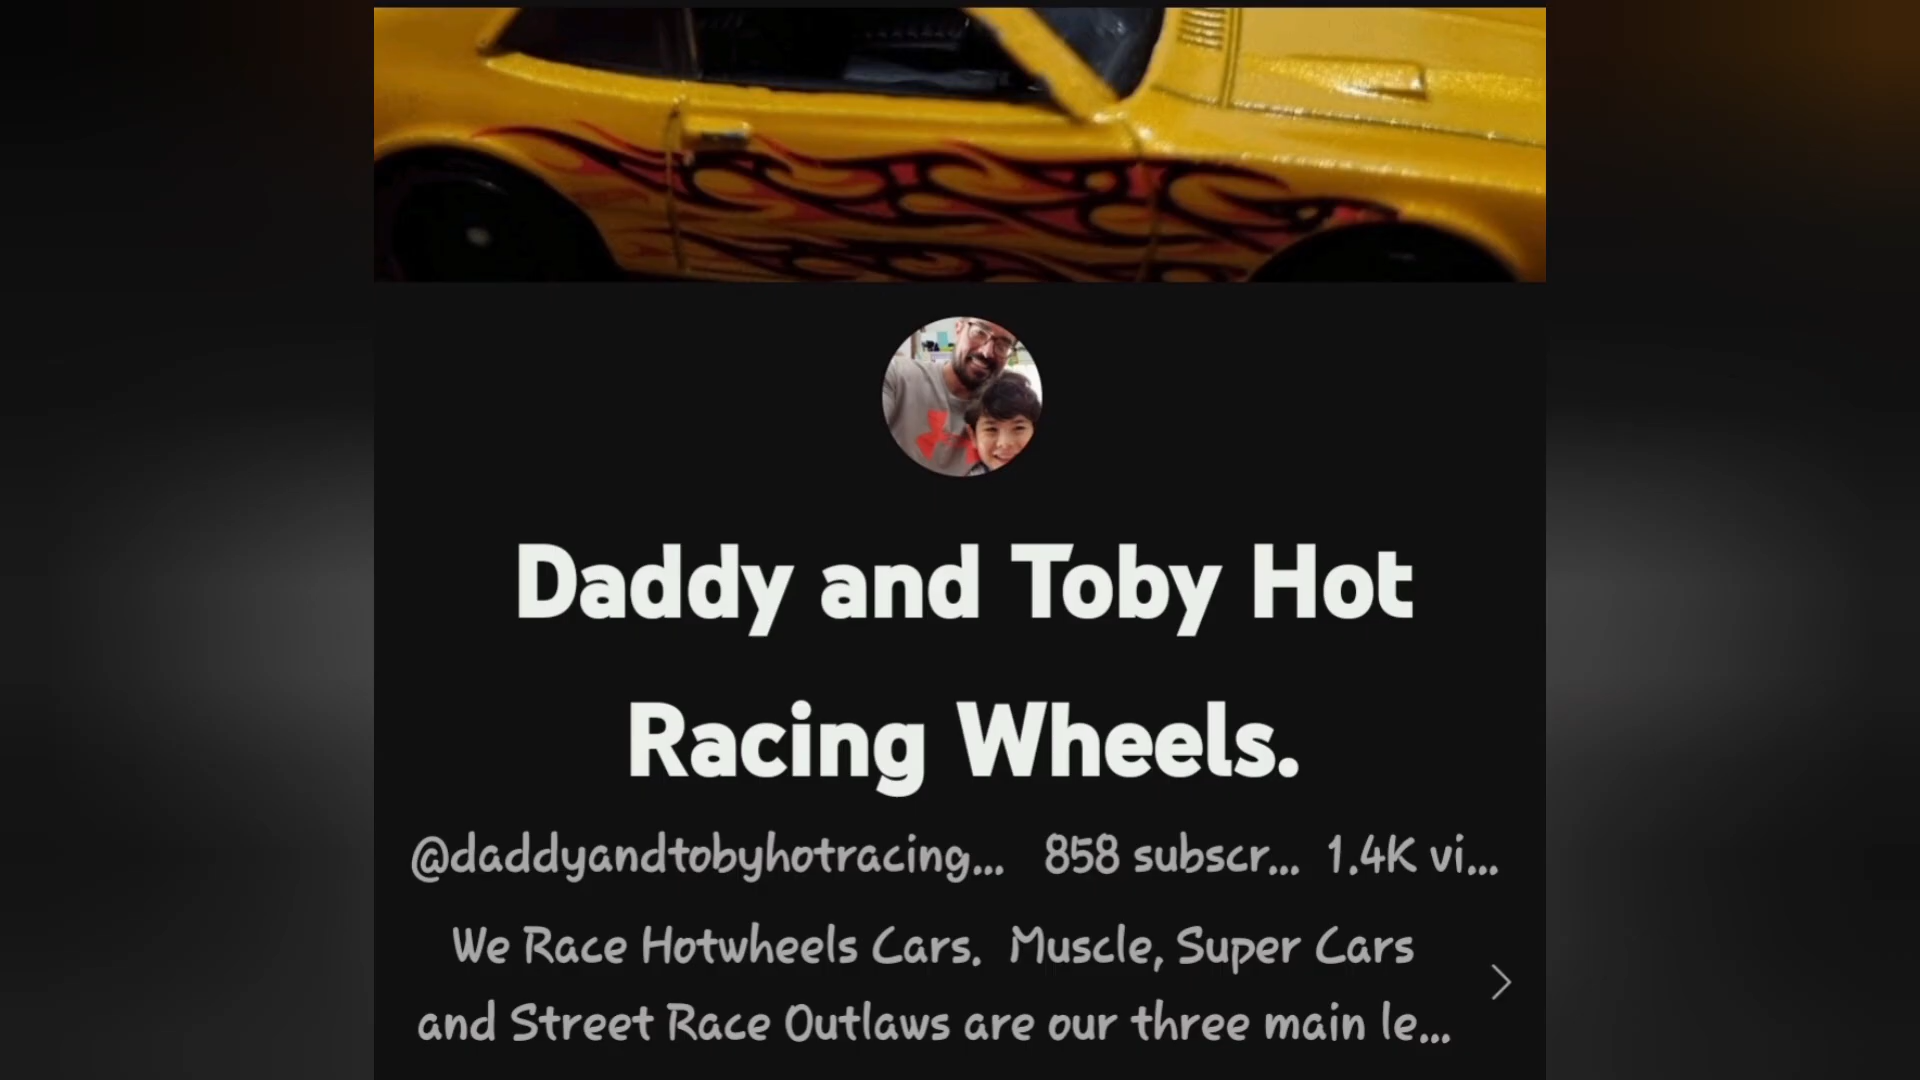 Daddy and Toby Hot
Racing Wheels.
@daddyandtobyhotracing... 858 subscr... 1.4K vi...
We Race Hotwheels Cars. Muscle, Super Cars
and Street Race Outlaws are our three main le...